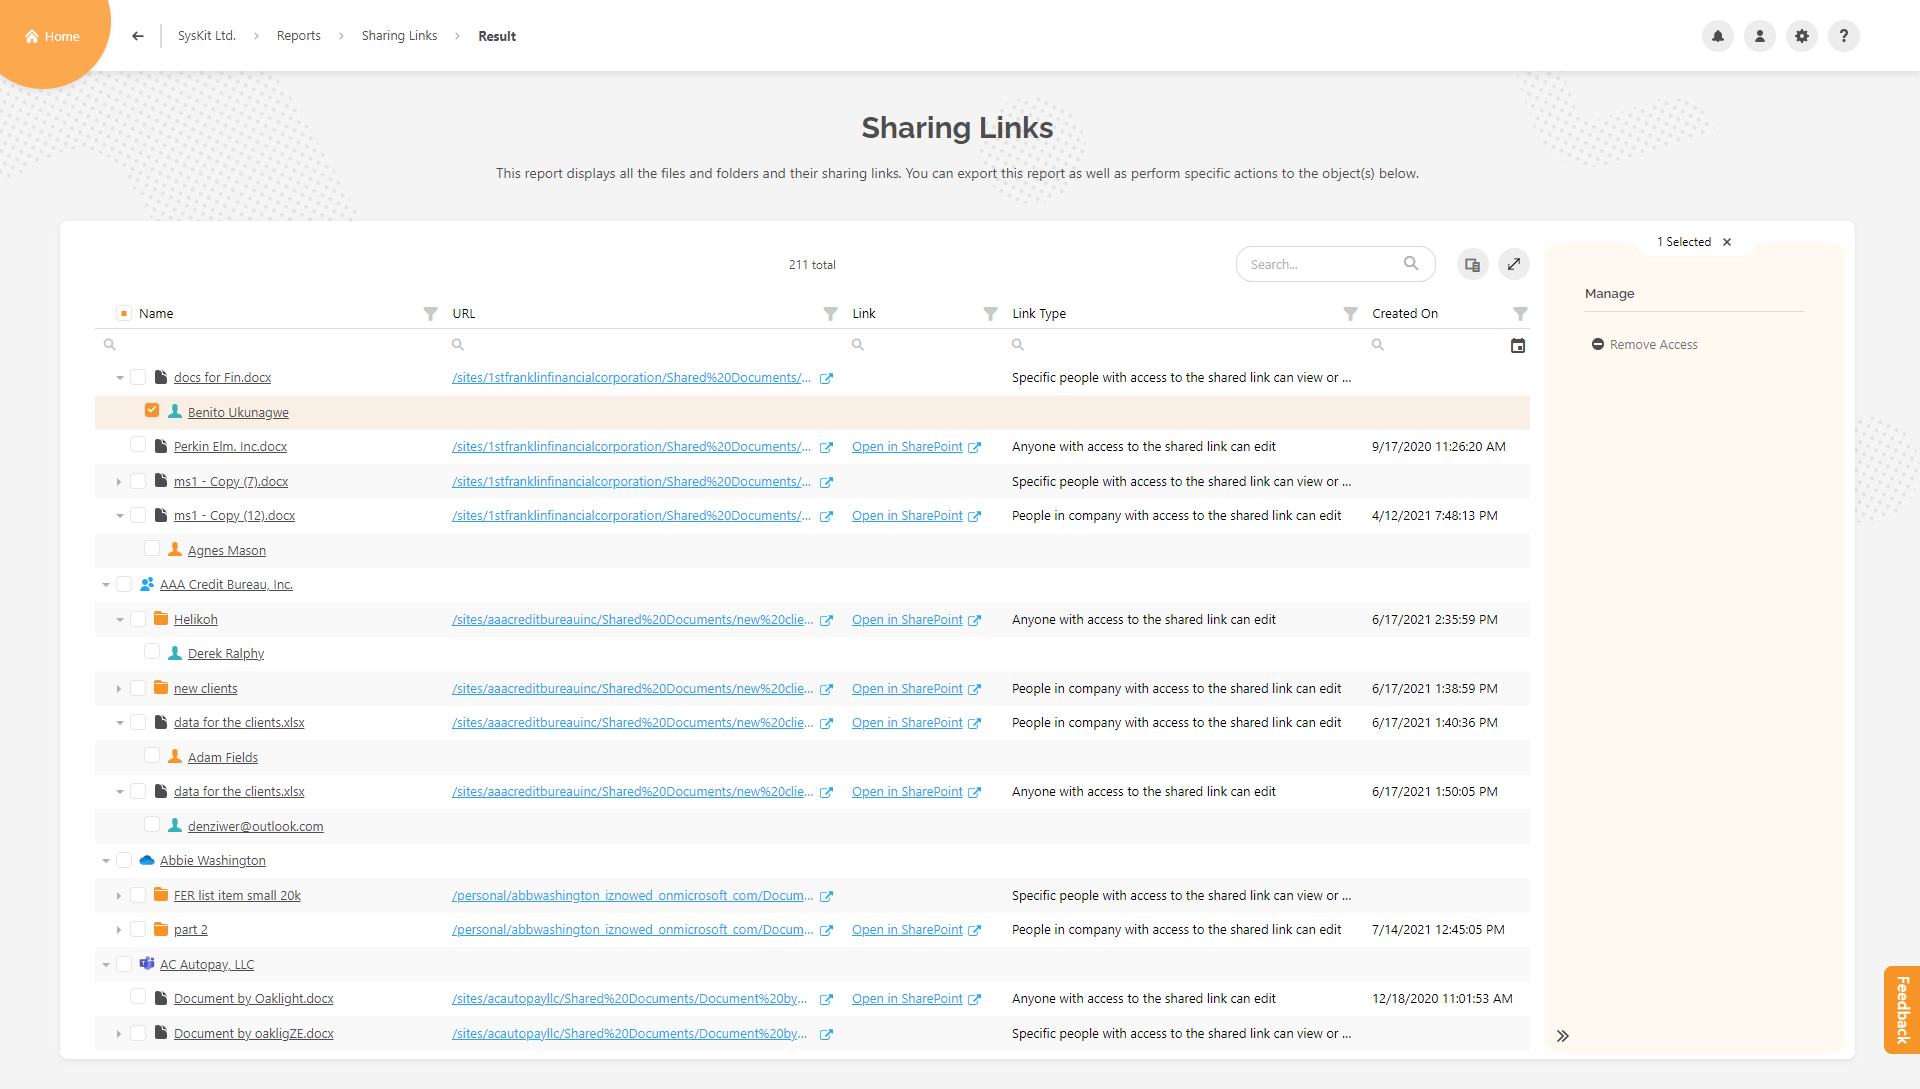 Home
SysKit Ltd. > Reports > Sharing Links > Result
?
Sharing Links
This report displays all the files and folders and their sharing links. You can export this report as well as perform specific actions to the object(s) below.
211 total
Search...
1 Selected ×
Manage
Remove Access
Name URL Link Link Type Created On
docs for Fin.docx /sites/1stfranklinfinancialcorporation/Shared%20Documents/... Specific people with access to the shared link can view or ...
Benito Ukunagwe
Perkin Elm. Inc.docx /sites/1stfranklinfinancialcorporation/Shared%20Documents/... Open in SharePoint Anyone with access to the shared link can edit 9/17/2020 11:26:20 AM
ms1 - Copy (7).docx /sites/1stfranklinfinancialcorporation/Shared%20Documents/... Specific people with access to the shared link can view or ...
ms1 - Copy (12).docx /sites/1stfranklinfinancialcorporation/Shared%20Documents/... Open in SharePoint People in company with access to the shared link can edit 4/12/2021 7:48:13 PM
Agnes Mason
AAA Credit Bureau, Inc.
Helikoh /sites/aaacreditbureauinc/Shared%20Documents/new%20clie... Open in SharePoint Anyone with access to the shared link can edit 6/17/2021 2:35:59 PM
Derek Ralphy
new clients /sites/aaacreditbureauinc/Shared%20Documents/new%20clie... Open in SharePoint People in company with access to the shared link can edit 6/17/2021 1:38:59 PM
data for the clients.xlsx /sites/aaacreditbureauinc/Shared%20Documents/new%20clie... Open in SharePoint People in company with access to the shared link can edit 6/17/2021 1:40:36 PM
Adam Fields
data for the clients.xlsx /sites/aaacreditbureauinc/Shared%20Documents/new%20clie... Open in SharePoint Anyone with access to the shared link can edit 6/17/2021 1:50:05 PM
denziwer@outlook.com
Abbie Washington
FER list item small 20k /personal/abbwashington_iznowed_onmicrosoft_com/Docum... Specific people with access to the shared link can view or ...
part 2 /personal/abbwashington_iznowed_onmicrosoft_com/Docum... Open in SharePoint People in company with access to the shared link can edit 7/14/2021 12:45:05 PM
AC Autopay, LLC
Document by Oaklight.docx /sites/acautopayllc/Shared%20Documents/Document%20by... Open in SharePoint Anyone with access to the shared link can edit 12/18/2020 11:01:53 AM
Document by oakligZE.docx /sites/acautopayllc/Shared%20Documents/Document%20by... Specific people with access to the shared link can view or ...
Feedback